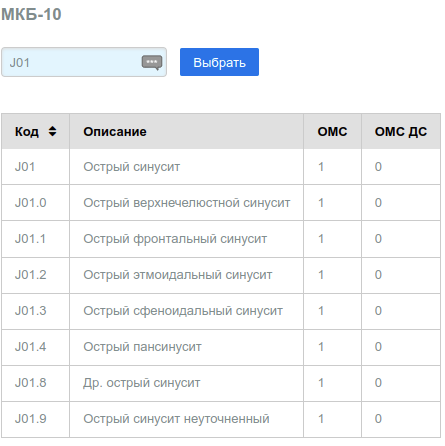 МКБ-10
J01 Выбрать
Код Описание ОМС ОМС ДС
J01 Острый синусит 1 0
J01.0 Острый верхнечелюстной синусит 1 0
J01.1 Острый фронтальный синусит 1 0
J01.2 Острый этмоидальный синусит 1 0
J01.3 Острый сфеноидальный синусит 1 0
J01.4 Острый пансинусит 1 0
J01.8 Др. острый синусит 1 0
J01.9 Острый синусит неуточненный 1 0